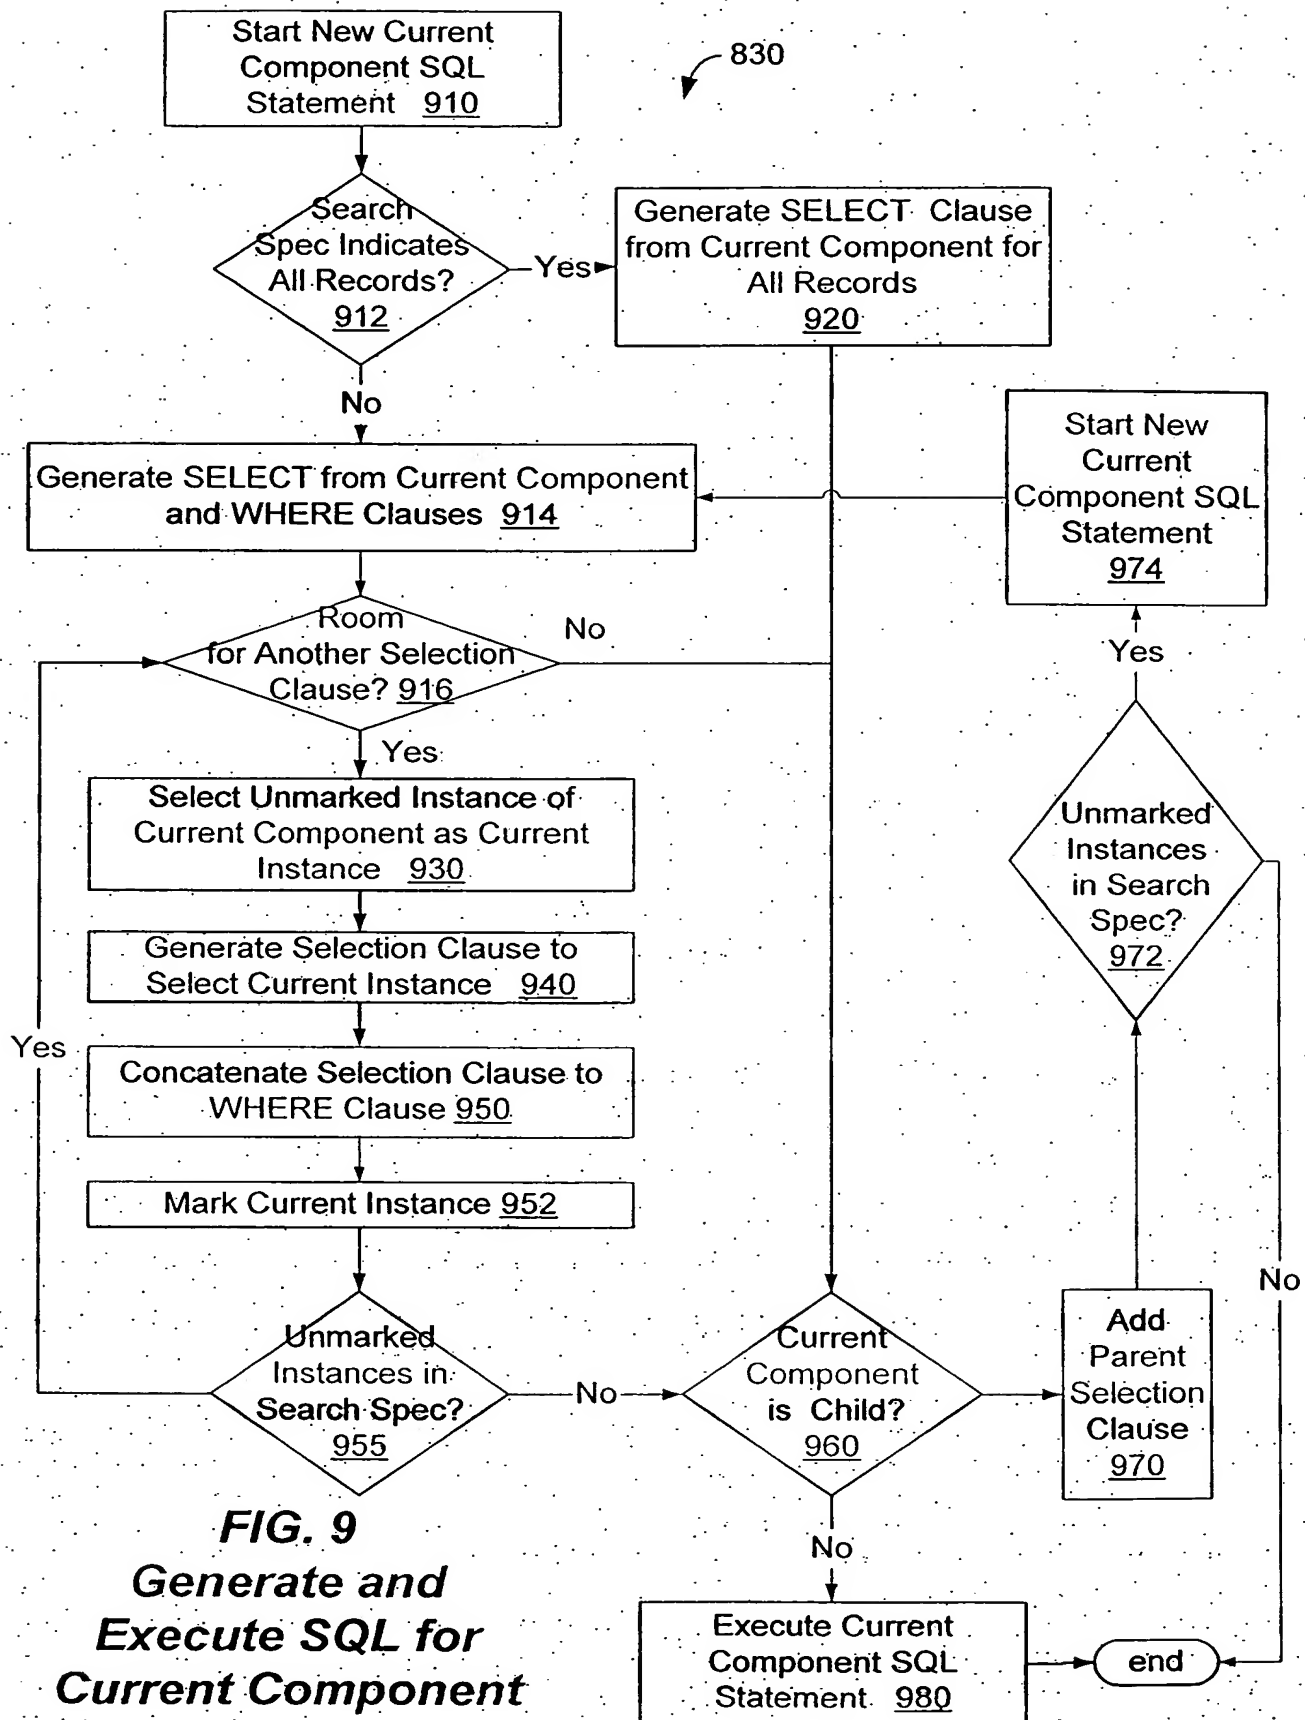 Start New Current
Component SQL
Statement 910
830
Search
Spec Indicates
All Records?
912
Yes
Generate SELECT Clause
from Current Component for
All Records
920
No
Generate SELECT from Current Component
and WHERE Clauses 914
Start New
Current
Component SQL
Statement
974
Room
for Another Selection
Clause? 916
No
Yes
Yes
Select Unmarked Instance of
Current Component as Current
Instance 930
Unmarked
Instances
in Search
Spec?
972
Generate Selection Clause to
Select Current Instance 940
Yes
Concatenate Selection Clause to
WHERE Clause 950
Mark Current Instance 952
No
Unmarked
Instances in
Search Spec?
955
No
Current
Component
is Child?
960
Add
Parent
Selection
Clause
970
No
Execute Current
Component SQL
Statement 980
end
FIG. 9
Generate and
Execute SQL for
Current Component